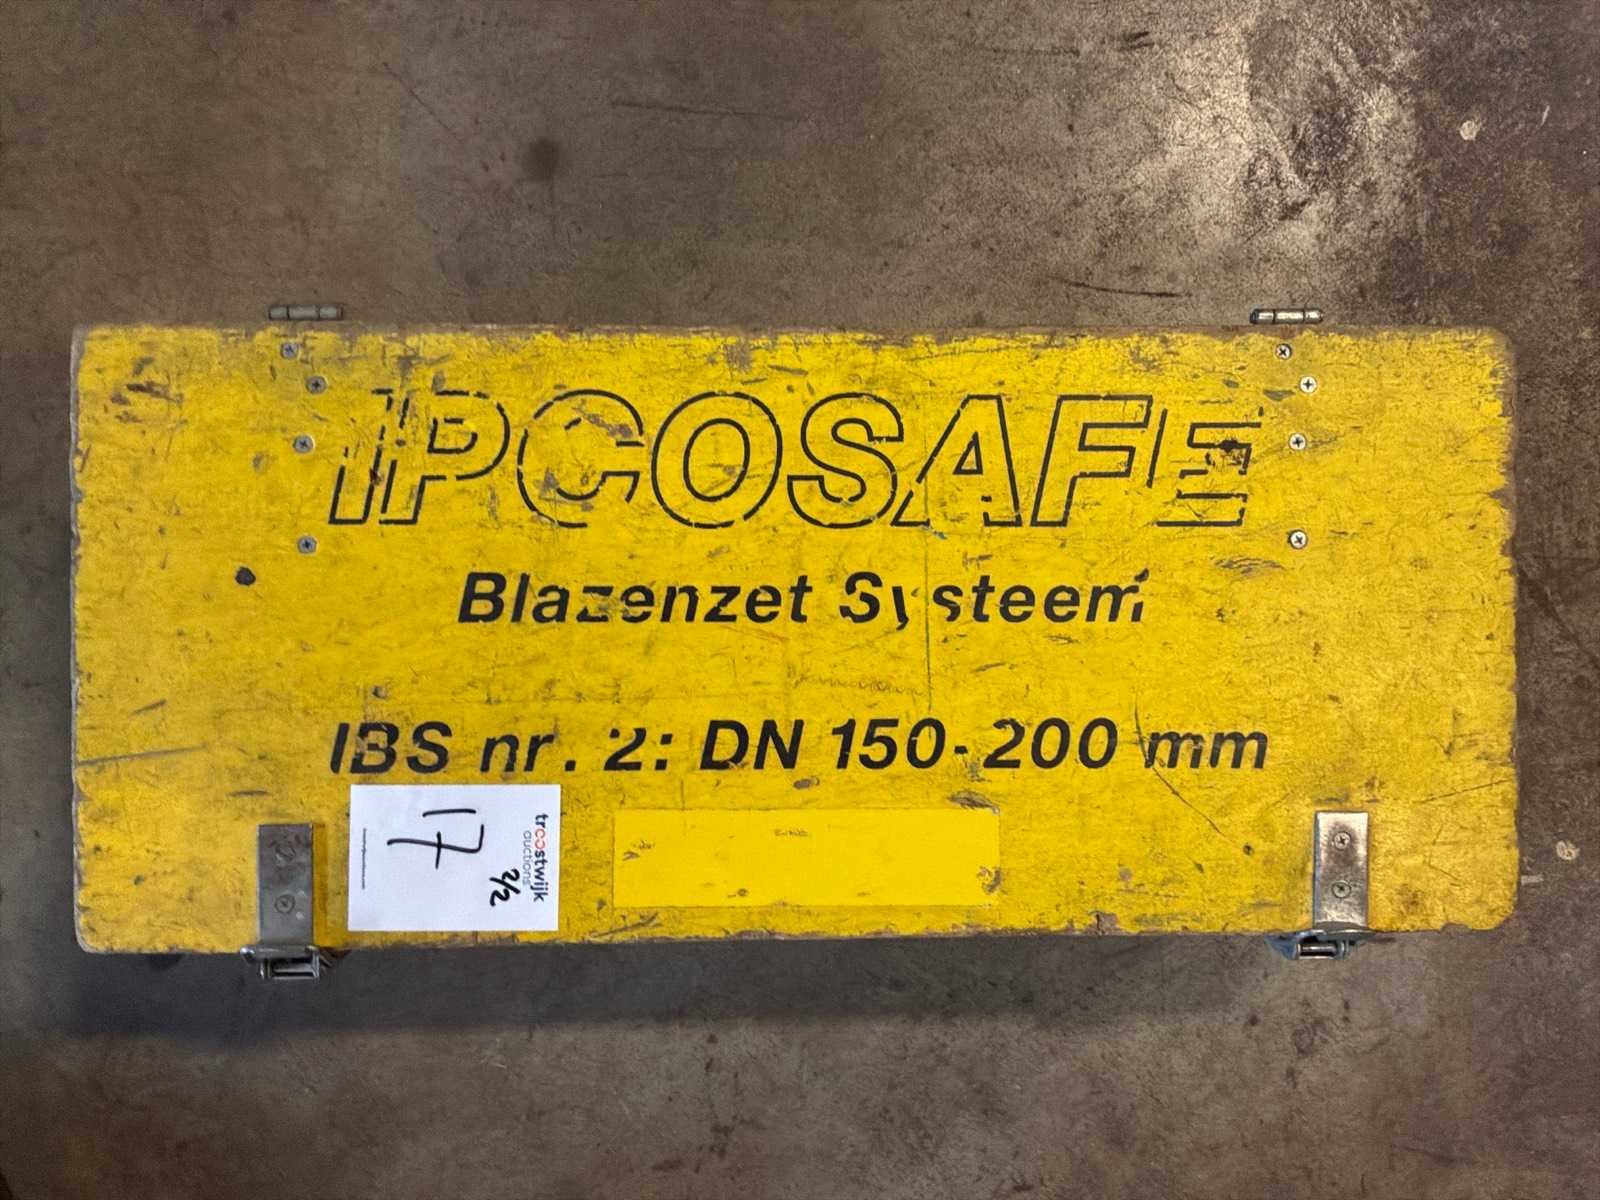 IPCOSAFE
Blazenzet Systeem
IBS nr. 2: DN 150-200 mm
troostwijk
auctions
17
2/2